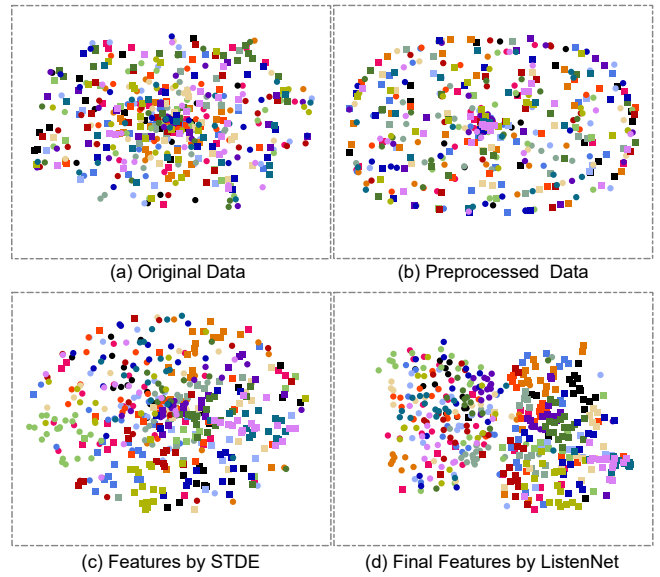 (a) Original Data
(b) Preprocessed Data
(c) Features by STDE
(d) Final Features by ListenNet